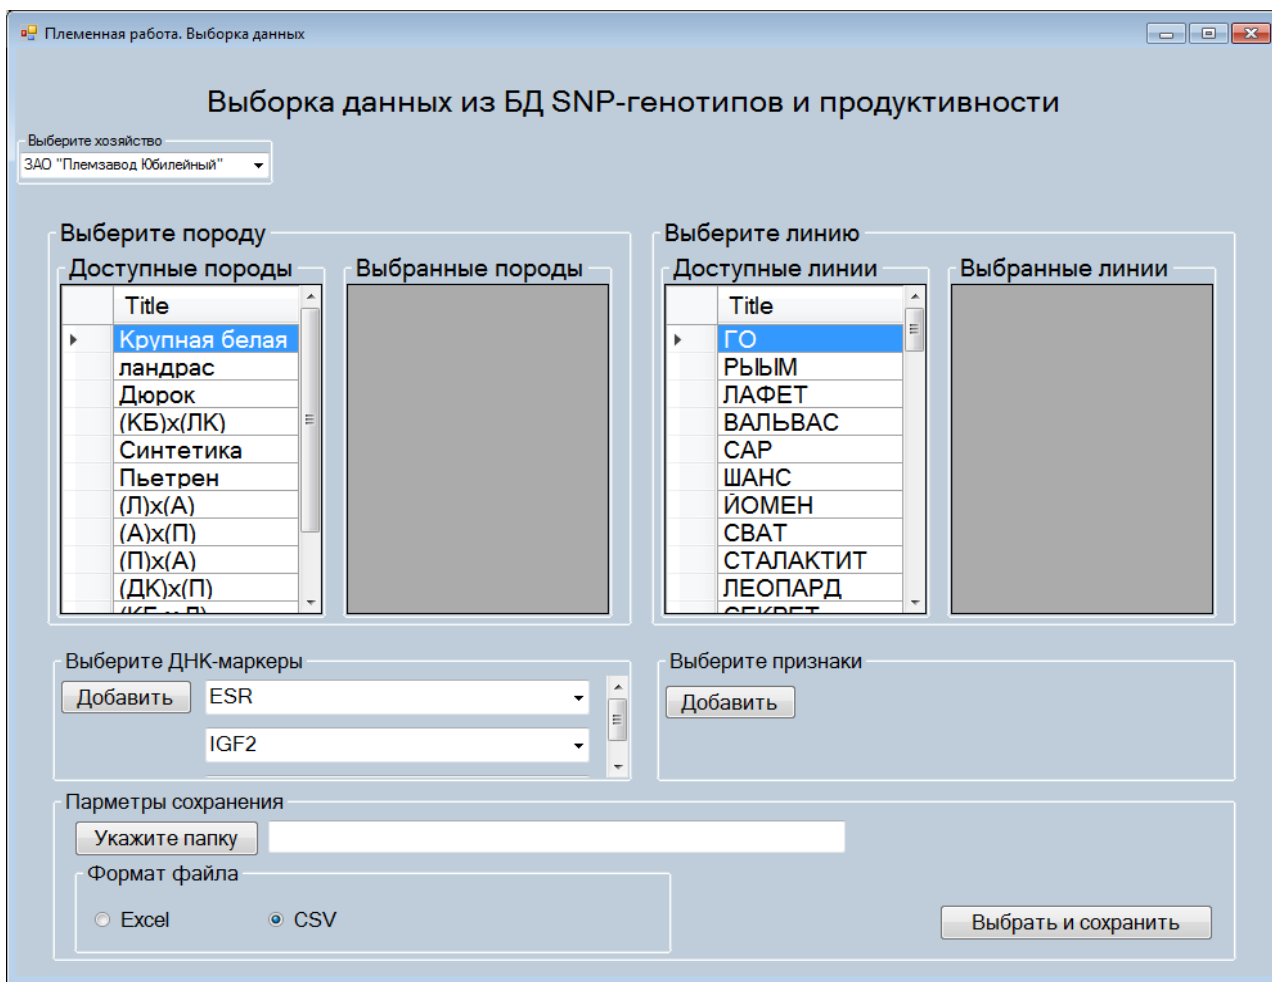 Племенная работа. Выборка данных
Выборка данных из БД SNP-генотипов и продуктивности
Выберите хозяйство
ЗАО "Племзавод Юбилейный"
Выберите породу
Доступные породы
Title
Крупная белая
ландрас
Дюрок
(КБ)х(ЛК)
Синтетика
Пьетрен
(Л)х(А)
(А)х(П)
(П)х(А)
(ДК)х(П)
(КБ х Л)
Выбранные породы
Выберите линию
Доступные линии
Title
ГО
РЫЫМ
ЛАФЕТ
ВАЛЬВАС
САР
ШАНС
ЙОМЕН
СВАТ
СТАЛАКТИТ
ЛЕОПАРД
СЕКРЕТ
Выбранные линии
Выберите ДНК-маркеры
Добавить
ESR
IGF2
Выберите признаки
Добавить
Парметры сохранения
Укажите папку
Формат файла
Excel
CSV
Выбрать и сохранить